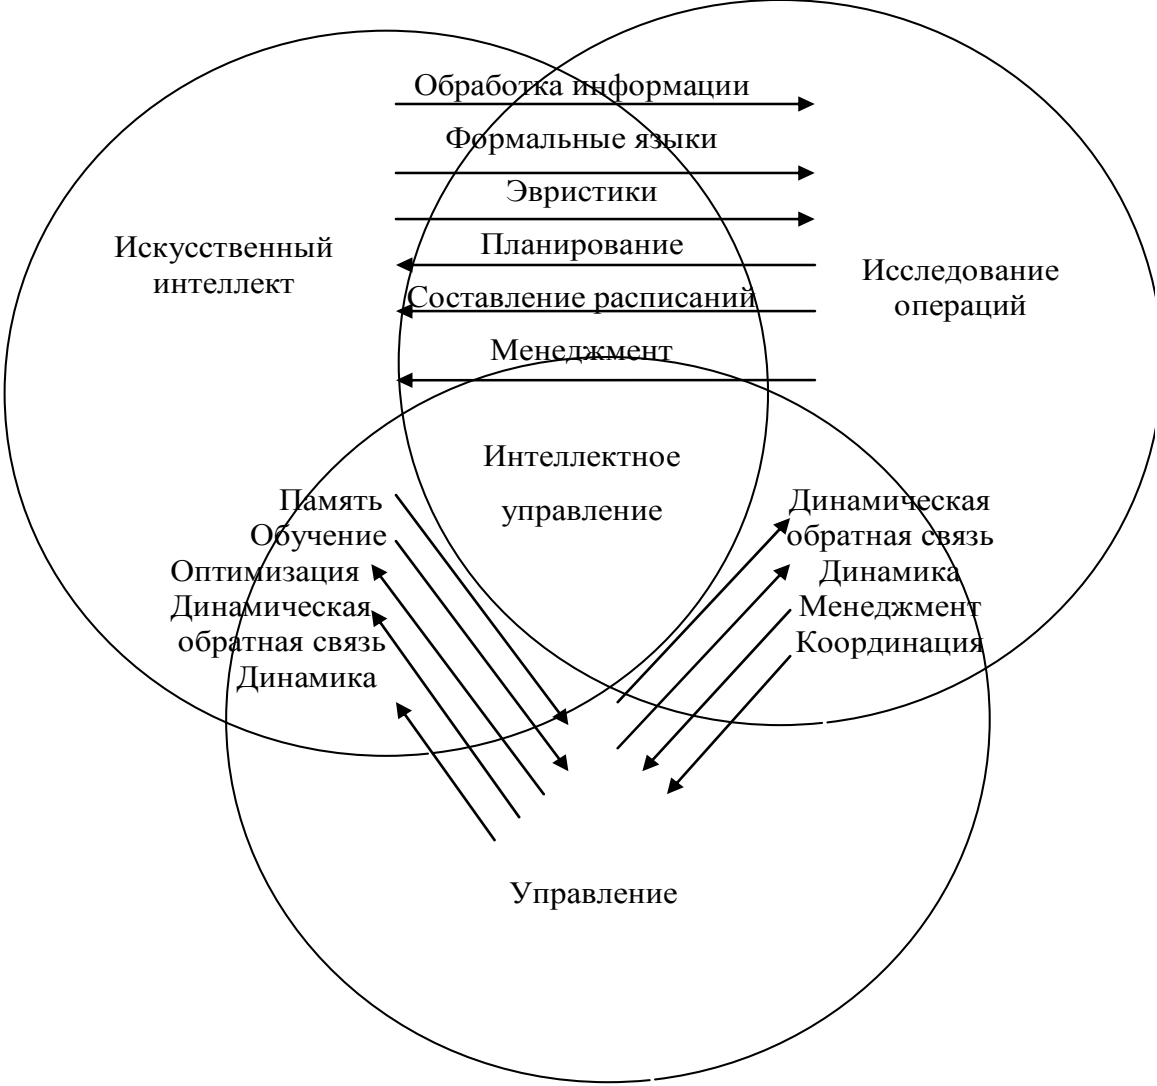 Обработка информации
Формальные языки
Эвристики
Планирование
Составление расписаний
Менеджмент
Искусственный
интеллект
Исследование
операций
Интеллектное
управление
Память
Обучение
Оптимизация
Динамическая
обратная связь
Динамика
Динамическая
обратная связь
Динамика
Менеджмент
Координация
Управление